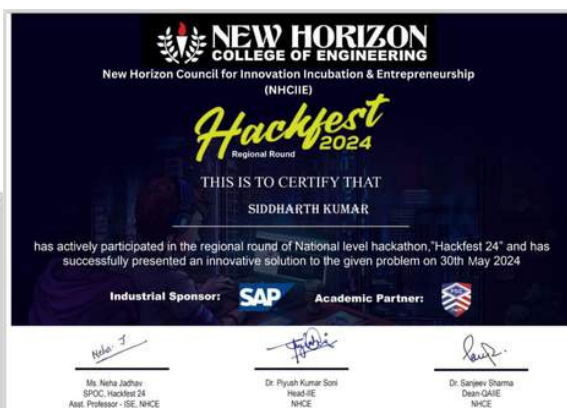 NEW HORIZON
COLLEGE OF ENGINEERING
New Horizon Council for Innovation Incubation & Entrepreneurship
(NHCIIE)
Hackfest
2024
Regional Round
THIS IS TO CERTIFY THAT
SIDDHARTH KUMAR
has actively participated in the regional round of National level hackathon,"Hackfest 24" and has
successfully presented an innovative solution to the given problem on 30th May 2024
Industrial Sponsor: SAP Academic Partner:
Neha. J
Ms. Neha Jadhav
SPOC, Hackfest 24
Asst. Professor - ISE, NHCE
Dr. Piyush Kumar Soni
Head-IIE
NHCE
Dr. Sanjeev Sharma
Dean-QAIIE
NHCE